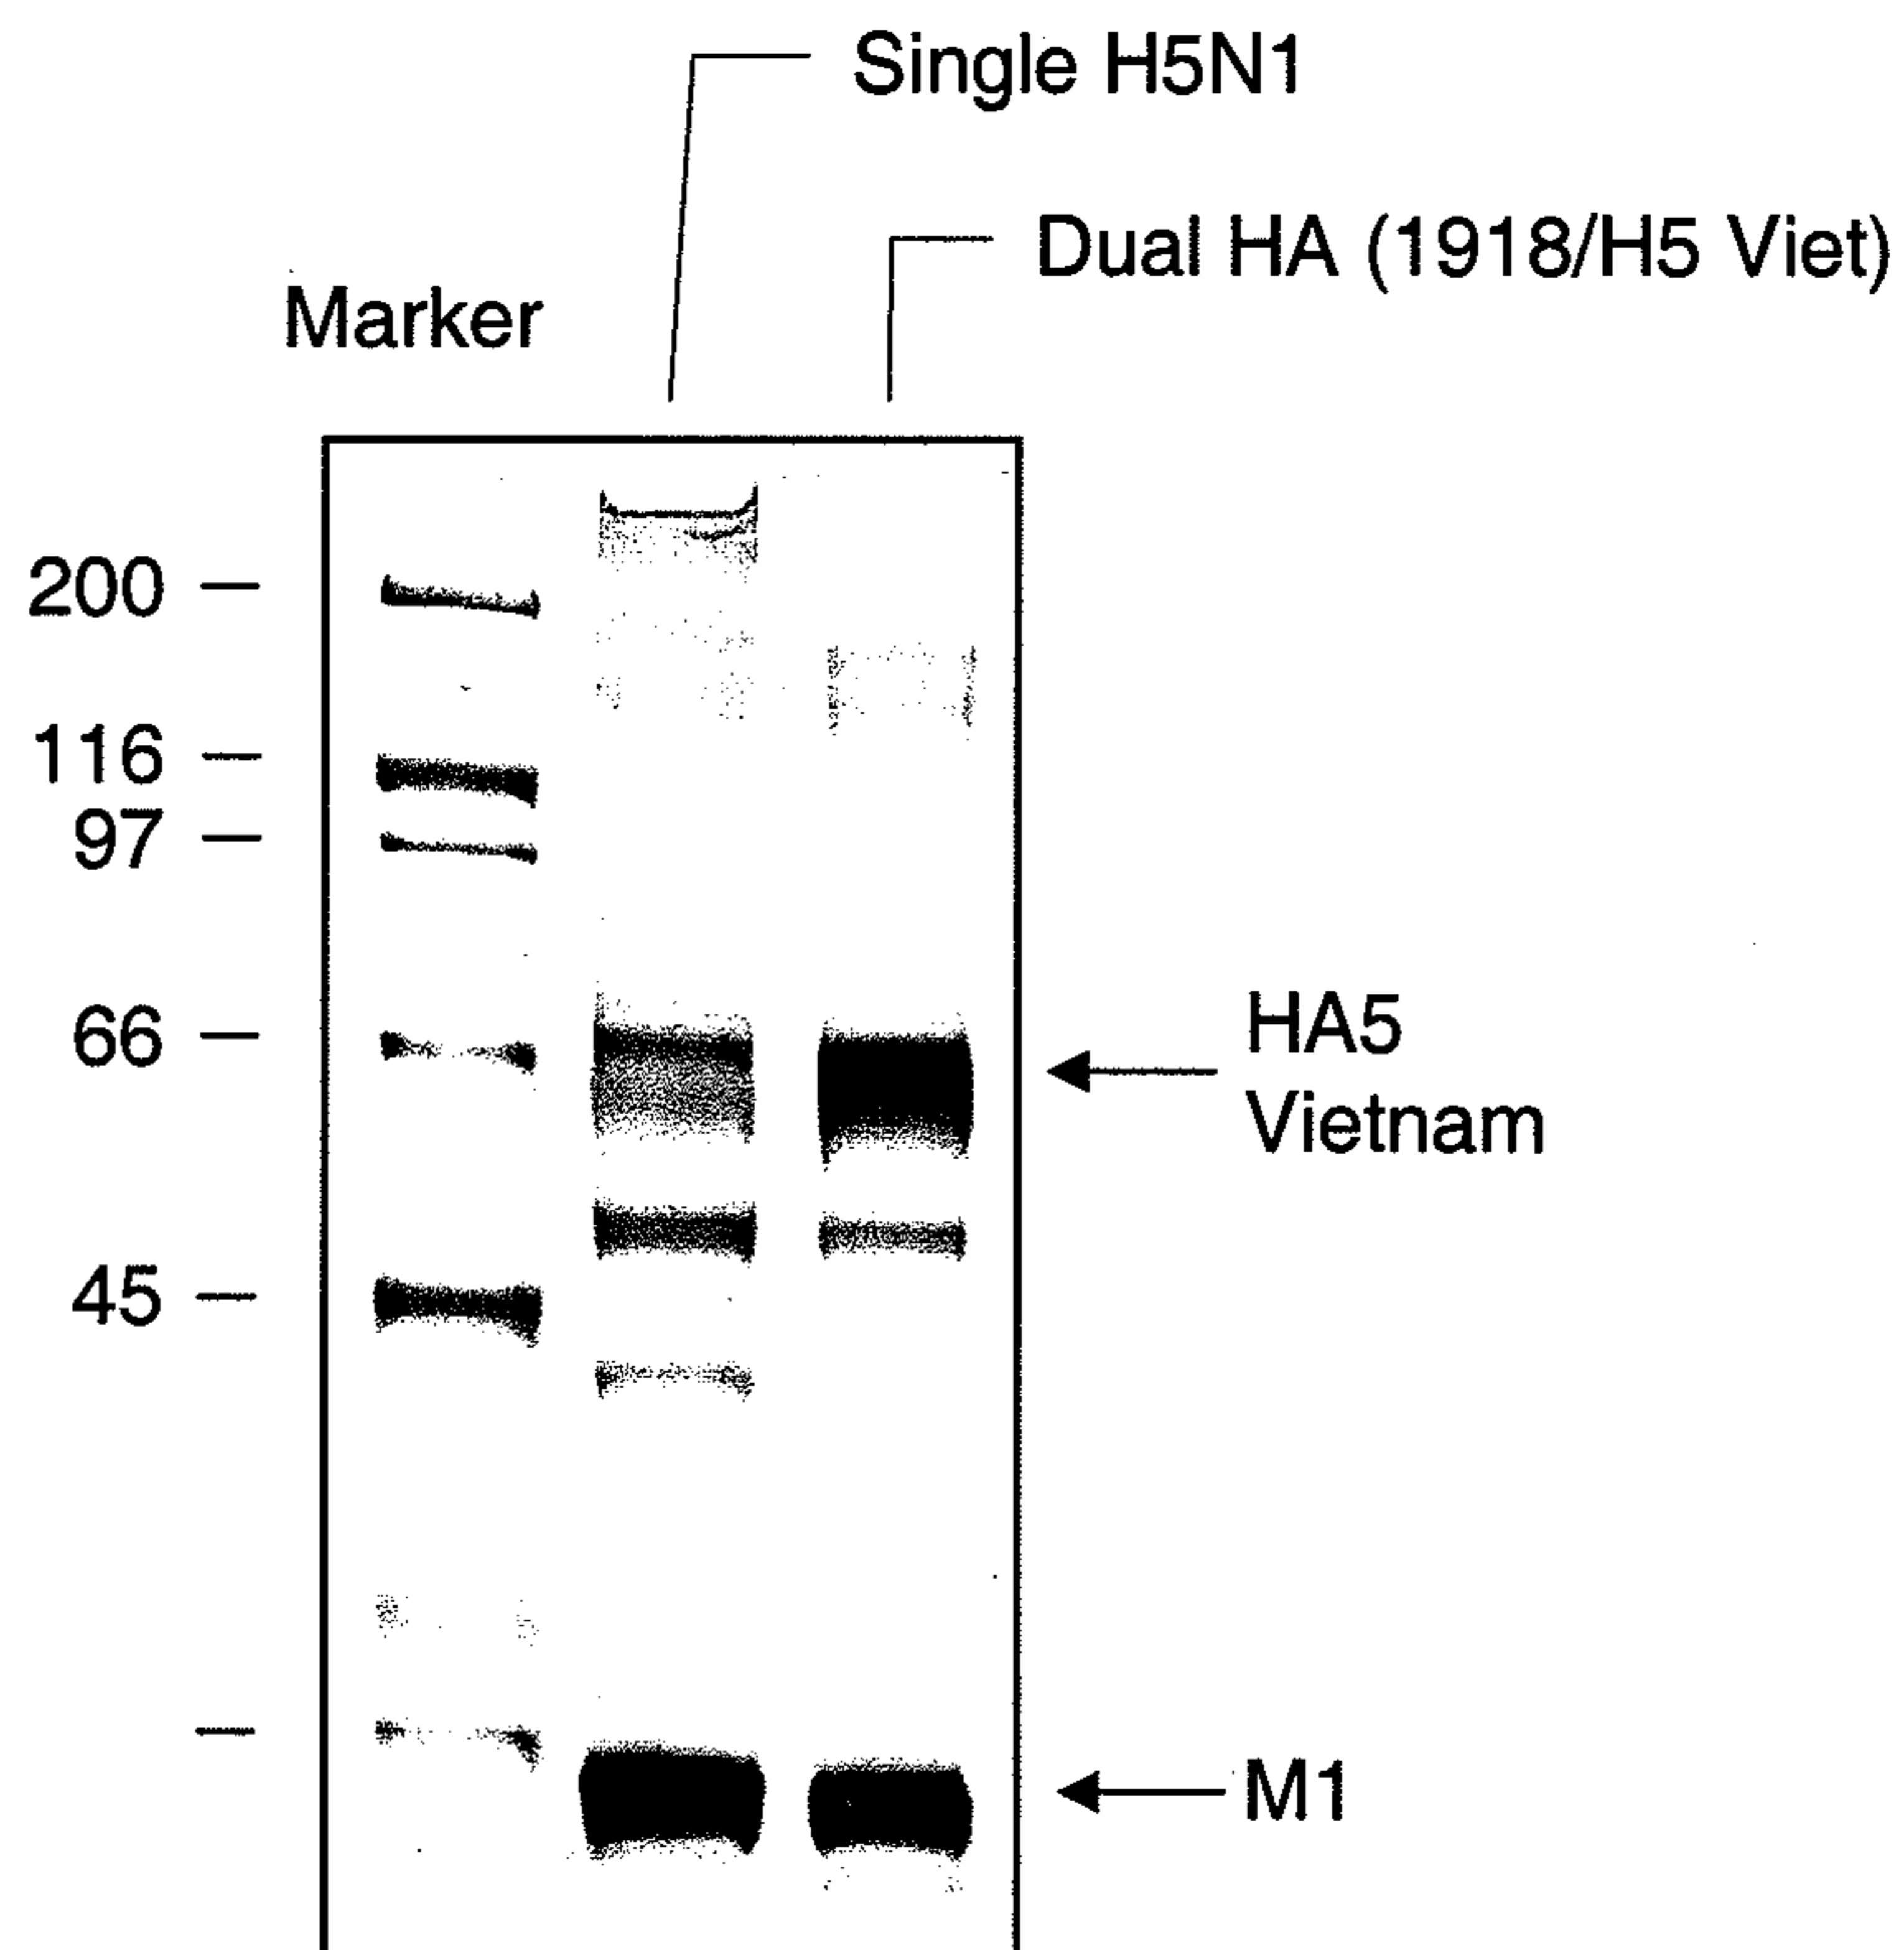 Single H5N1
Dual HA (1918/H5 Viet)
Marker
200
116
97
66
HA5
Vietnam
45
M1